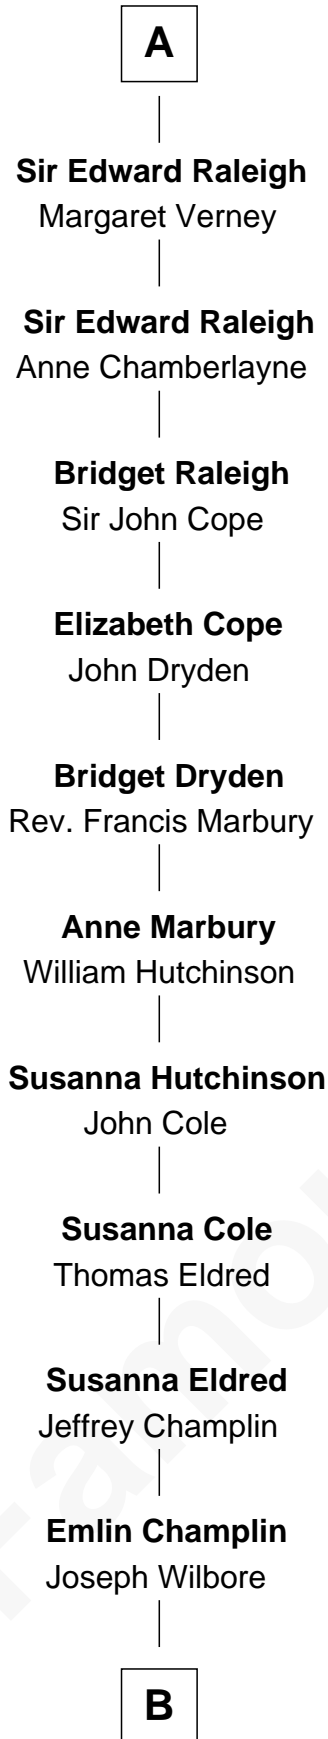 A
Sir Edward Raleigh
Margaret Verney
Sir Edward Raleigh
Anne Chamberlayne
Bridget Raleigh
Sir John Cope
Elizabeth Cope
John Dryden
Bridget Dryden
Rev. Francis Marbury
Anne Marbury
William Hutchinson
Susanna Hutchinson
John Cole
Susanna Cole
Thomas Eldred
Susanna Eldred
Jeffrey Champlin
Emlin Champlin
Joseph Wilbore
B